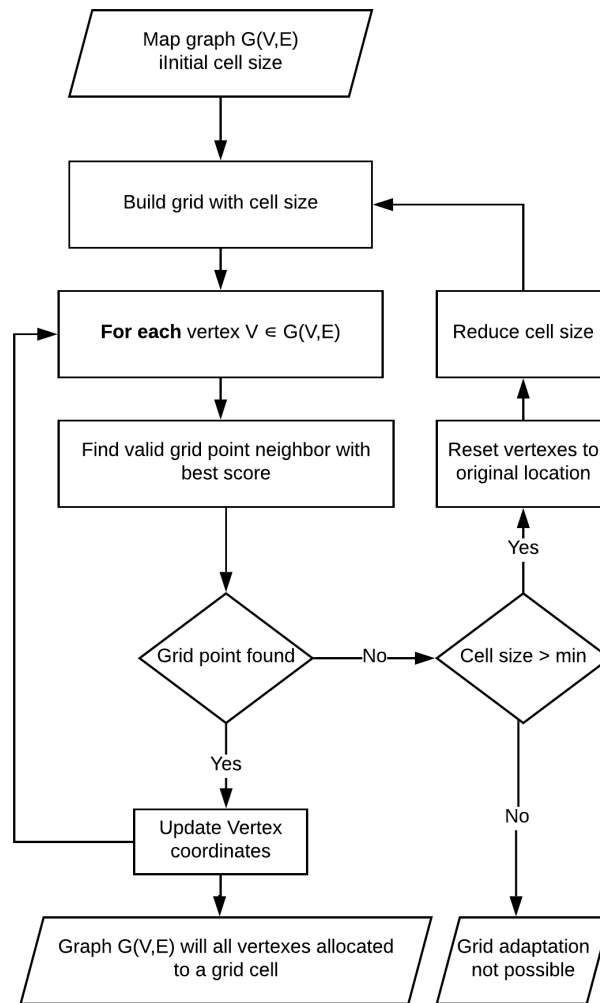 Map graph G(V,E)
iInitial cell size
Build grid with cell size
For each vertex V ∈ G(V,E)
Reduce cell size
Find valid grid point neighbor with
best score
Reset vertexes to
original location
Yes
Grid point found
No
Cell size > min
Yes
No
Update Vertex
coordinates
Graph G(V,E) will all vertexes allocated
to a grid cell
Grid adaptation
not possible